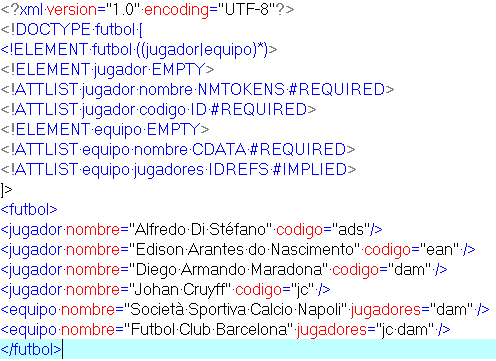 <?xml version="1.0" encoding="UTF-8"?>
<!DOCTYPE futbol [
<!ELEMENT futbol ((jugador|equipo)*)>
<!ELEMENT jugador EMPTY>
<!ATTLIST jugador nombre NMTOKENS #REQUIRED>
<!ATTLIST jugador codigo ID #REQUIRED>
<!ELEMENT equipo EMPTY>
<!ATTLIST equipo nombre CDATA #REQUIRED>
<!ATTLIST equipo jugadores IDREFS #IMPLIED>
]>
<futbol>
<jugador nombre="Alfredo Di Stéfano" codigo="ads"/>
<jugador nombre="Edison Arantes do Nascimento" codigo="ean" />
<jugador nombre="Diego Armando Maradona" codigo="dam" />
<jugador nombre="Johan Cruyff" codigo="jc" />
<equipo nombre="Società Sportiva Calcio Napoli" jugadores="dam" />
<equipo nombre="Futbol Club Barcelona" jugadores="jc dam" />
</futbol>